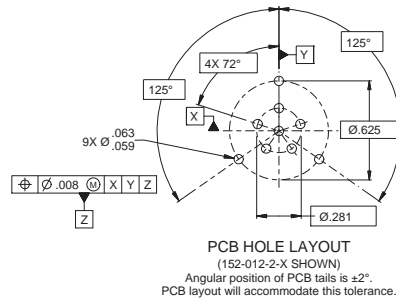 125°
125°
4X 72°
Y
X
.063
9X Ø .059
Ø.625
⌖ Ø .008 Ⓜ X Y Z
Z
Ø.281
PCB HOLE LAYOUT
(152-012-2-X SHOWN)
Angular position of PCB tails is ±2°.
PCB layout will accommodate this tolerance.